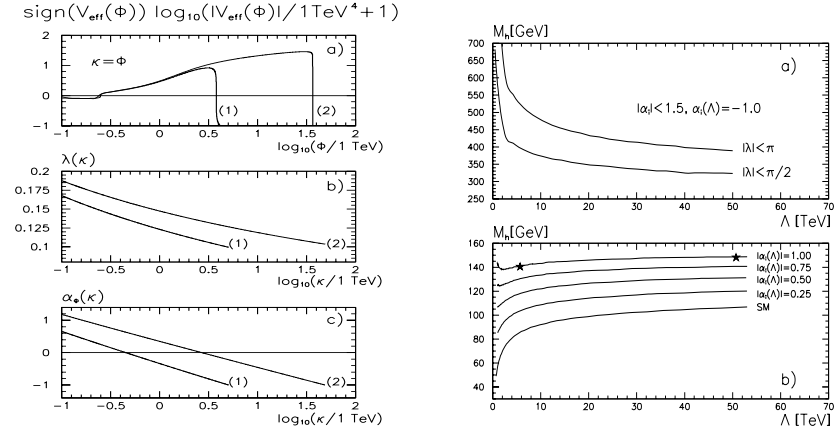 sign(V_eff(Φ)) log₁₀(|V_eff(Φ)|/1TeV⁴+1)
a)
κ=Φ
2
1
0
−1
(1)
(2)
−1 −0.5 0 0.5 1 1.5 2
log₁₀(Φ/1 TeV)
λ(κ)
b)
0.2
0.175
0.15
0.125
0.1
(1)
(2)
−1 −0.5 0 0.5 1 1.5 2
log₁₀(κ/1 TeV)
α_Φ(κ)
c)
1
0
−1
(1)
(2)
−1 −0.5 0 0.5 1 1.5 2
log₁₀(κ/1 TeV)
M_h[GeV]
a)
700
650
600
550
500
450
400
350
300
250
|α_i|<1.5, α_i(Λ)=−1.0
|λ|<π
|λ|<π/2
0 10 20 30 40 50 60 70
Λ [TeV]
M_h[GeV]
160
140
120
100
80
60
40
|α_i(Λ)|=1.00
|α_i(Λ)|=0.75
|α_i(Λ)|=0.50
|α_i(Λ)|=0.25
SM
b)
0 10 20 30 40 50 60 70
Λ [TeV]